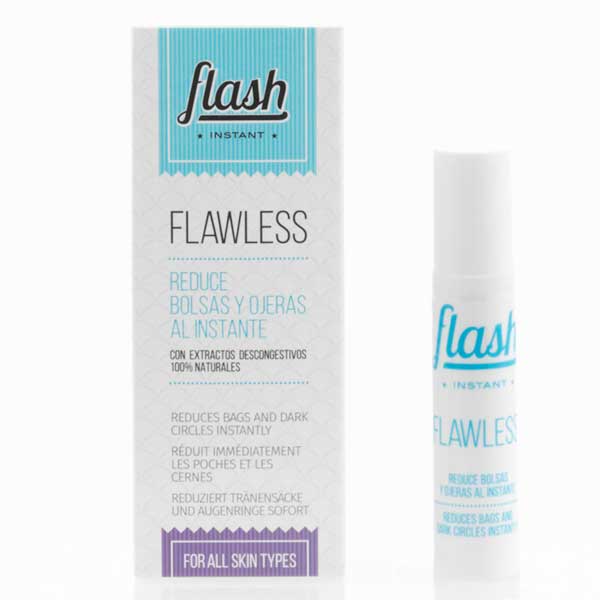 flash
★ INSTANT ★
FLAWLESS
REDUCE
BOLSAS Y OJERAS
AL INSTANTE
CON EXTRACTOS DESCONGESTIVOS
100% NATURALES
REDUCES BAGS AND DARK
CIRCLES INSTANTLY
RÉDUIT IMMÉDIATEMENT
LES POCHES ET LES
CERNES
REDUZIERT TRÄNENSÄCKE
UND AUGENRINGE SOFORT
FOR ALL SKIN TYPES
flash
★ INSTANT ★
FLAWLESS
REDUCE BOLSAS
Y OJERAS AL INSTANTE
REDUCES BAGS AND
DARK CIRCLES INSTANTLY